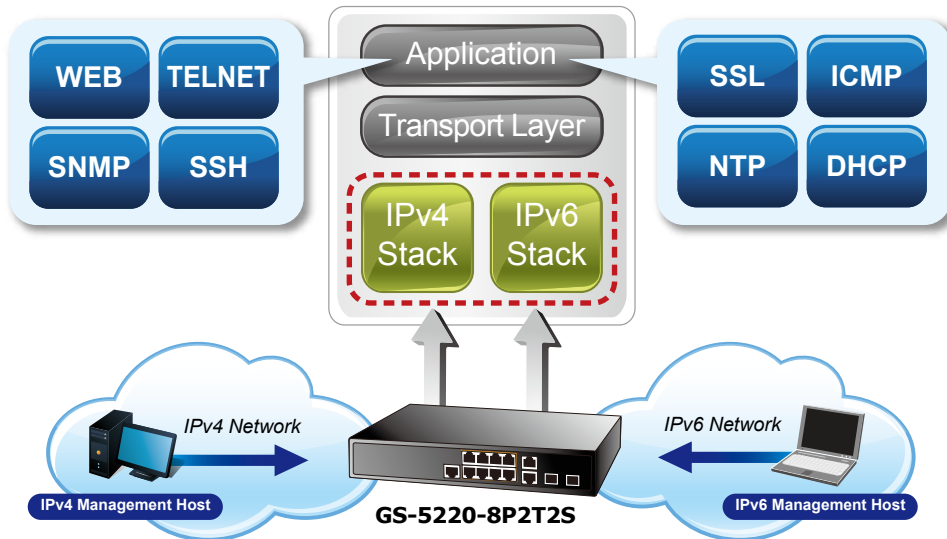 WEB
TELNET
SNMP
SSH
Application
Transport Layer
IPv4
Stack
IPv6
Stack
SSL
ICMP
NTP
DHCP
IPv4 Network
IPv4 Management Host
GS-5220-8P2T2S
IPv6 Network
IPv6 Management Host